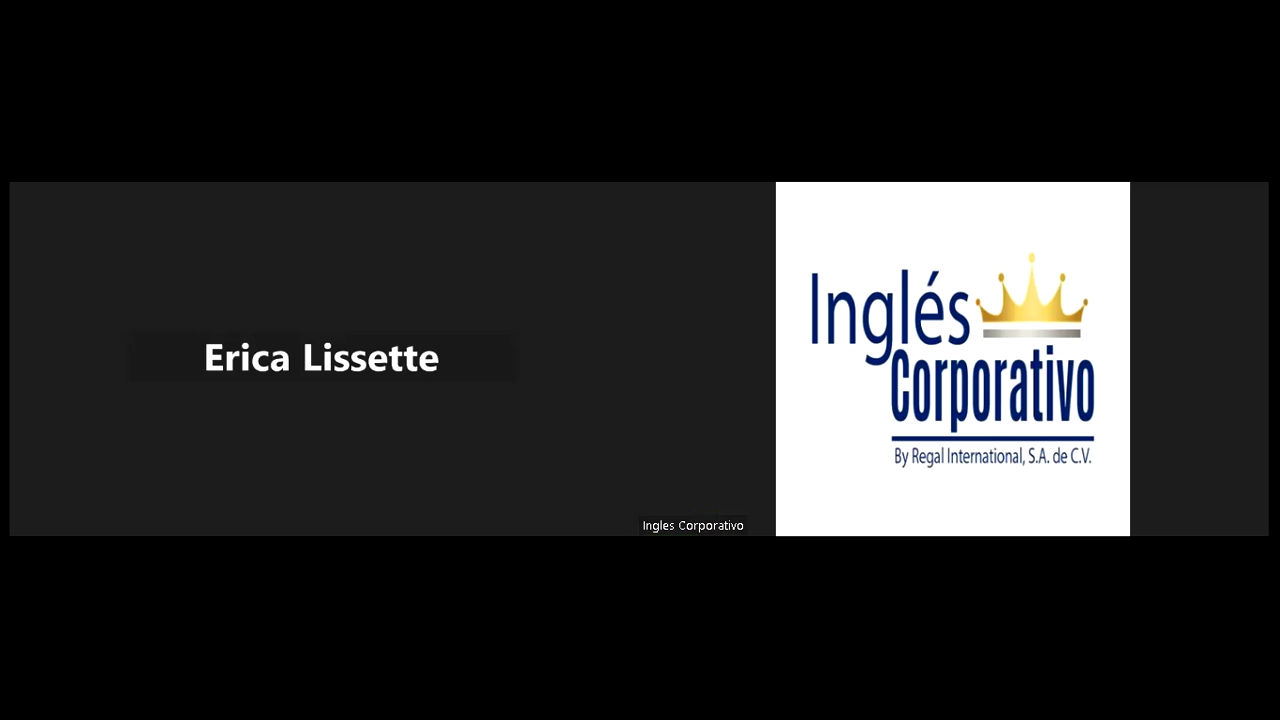 Erica Lissette
Ingles Corporativo
Inglés
Corporativo
By Regal International, S.A. de C.V.